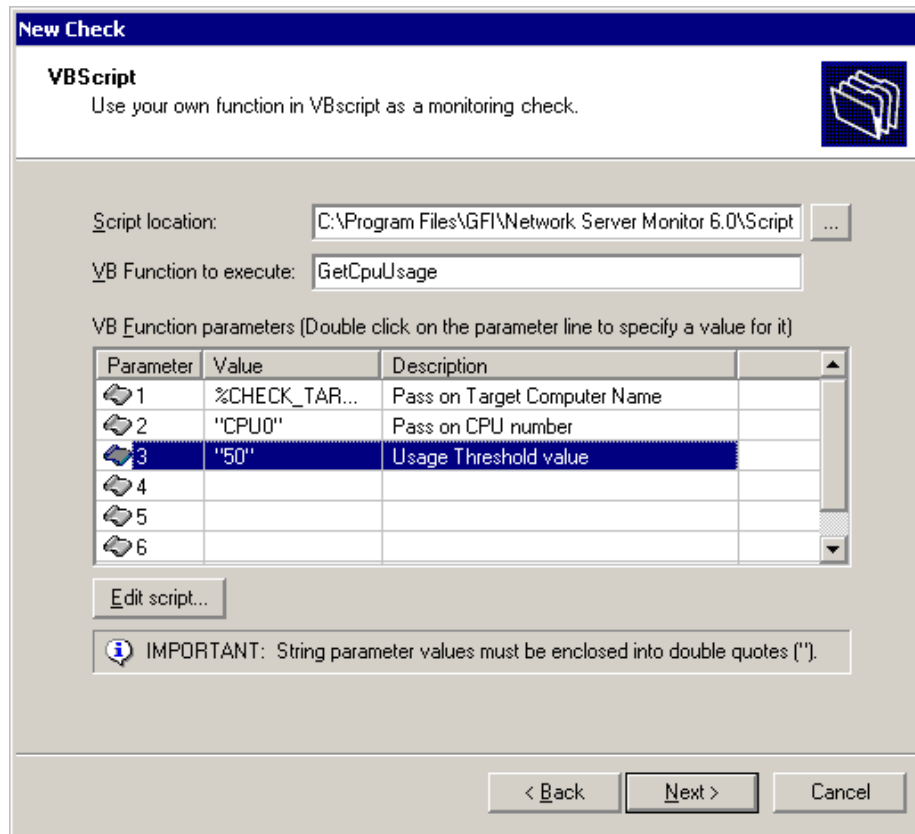 New Check
VBScript
Use your own function in VBscript as a monitoring check.
Script location: C:\Program Files\GFI\Network Server Monitor 6.0\Script ...
VB Function to execute: GetCpuUsage
VB Function parameters (Double click on the parameter line to specify a value for it)
Parameter Value Description
1 %CHECK_TAR... Pass on Target Computer Name
2 "CPU0" Pass on CPU number
3 "50" Usage Threshold value
4
5
6
Edit script...
IMPORTANT: String parameter values must be enclosed into double quotes (").
< Back Next > Cancel